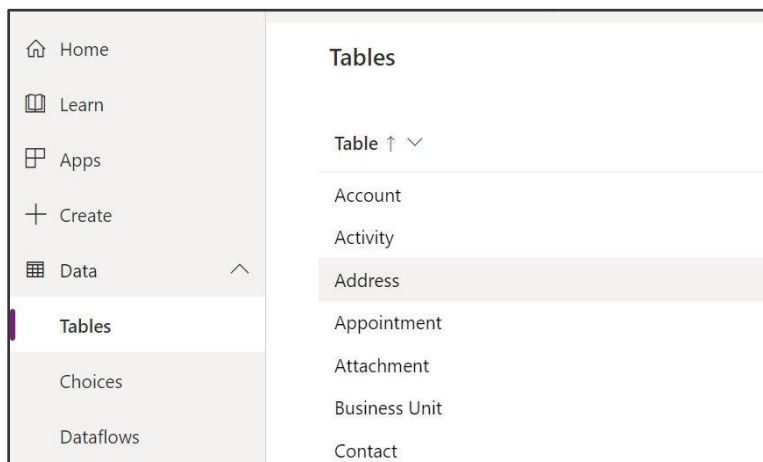 Home
Learn
Apps
Create
Data
Tables
Choices
Dataflows
Tables
Table
Account
Activity
Address
Appointment
Attachment
Business Unit
Contact